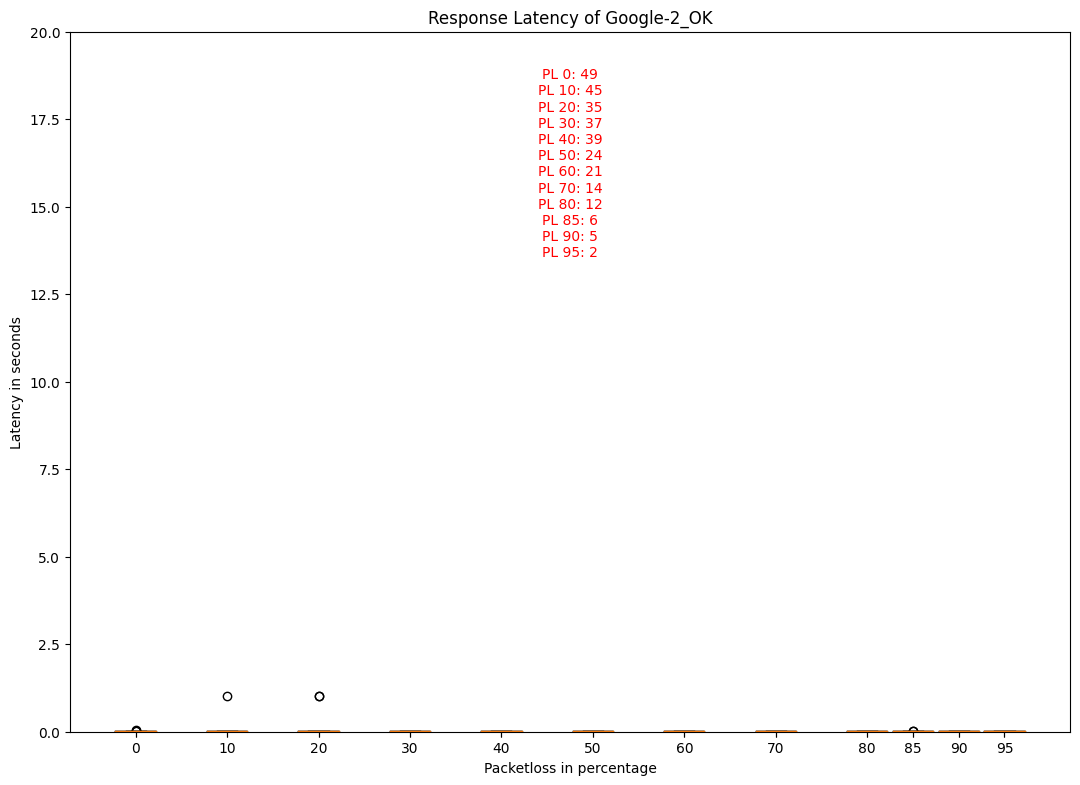 Response Latency of Google-2_OK
20.0
17.5
15.0
12.5
10.0
7.5
5.0
2.5
0.0
Latency in seconds
PL 0: 49
PL 10: 45
PL 20: 35
PL 30: 37
PL 40: 39
PL 50: 24
PL 60: 21
PL 70: 14
PL 80: 12
PL 85: 6
PL 90: 5
PL 95: 2
0 10 20 30 40 50 60 70 80 85 90 95
Packetloss in percentage